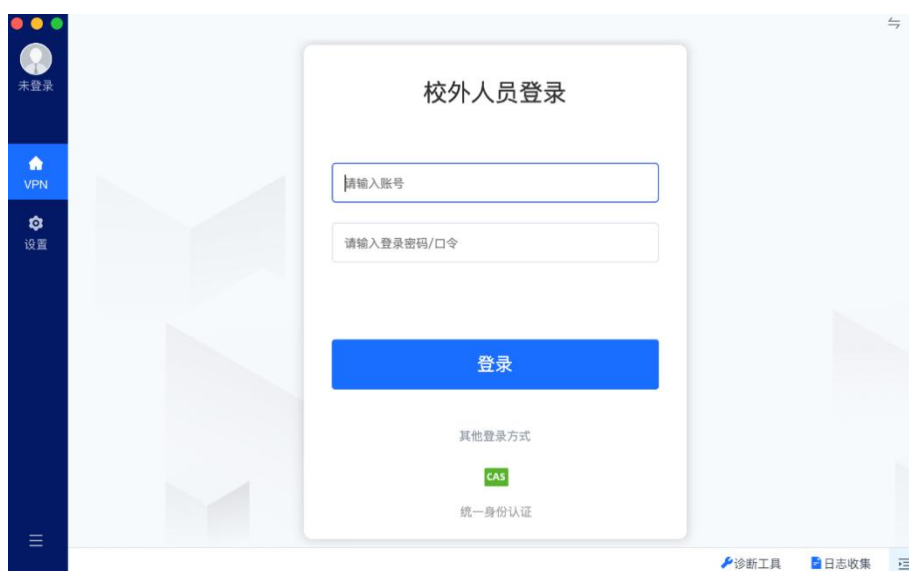 未登录
VPN
设置
校外人员登录
请输入账号
请输入登录密码/口令
登录
其他登录方式
CAS
统一身份认证
诊断工具
日志收集